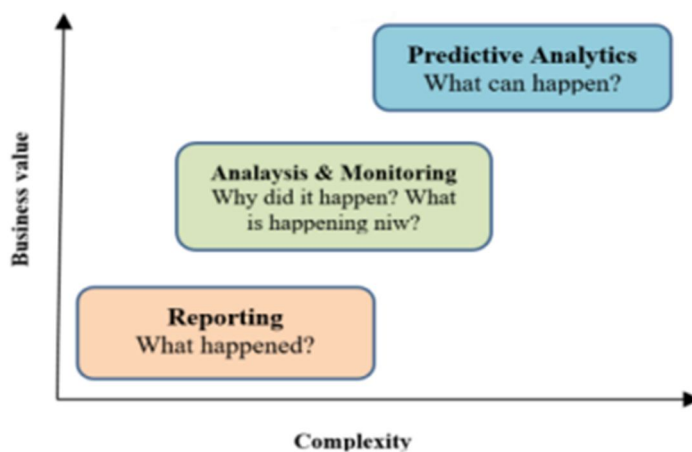 Predictive Analytics
What can happen?
Analaysis & Monitoring
Why did it happen? What
is happening niw?
Reporting
What happened?
Business value
Complexity